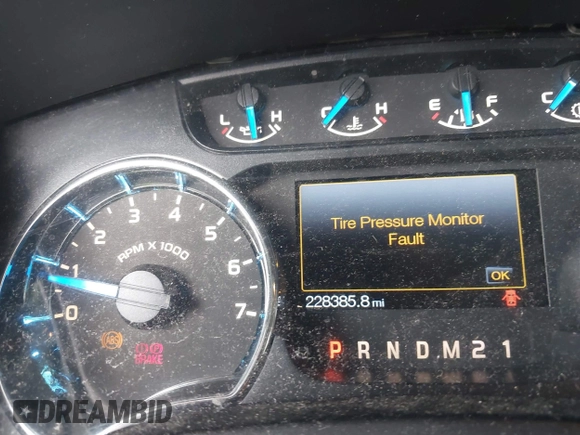 L H C H E F C
Tire Pressure Monitor
Fault
OK
228385.8 mi
P R N D M 2 1
0 1 2 3 4 5 6 7
RPM X 1000
ABS
BRAKE
DREAMBID